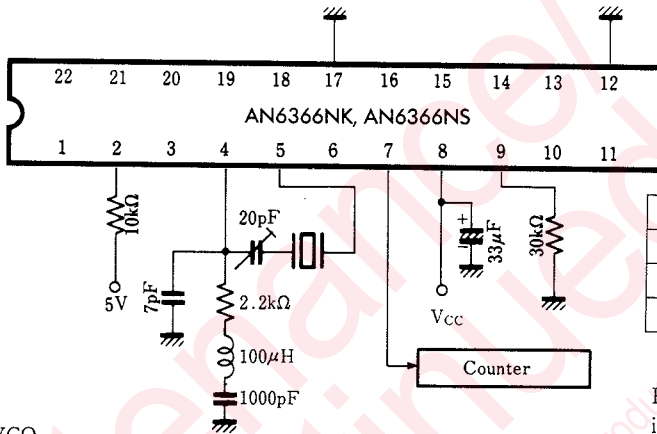 22 21 20 19 18 17 16 15 14 13 12
AN6366NK, AN6366NS
1 2 3 4 5 6 7 8 9 10 11
10kΩ
20pF
+
−
33μF
30kΩ
5V
7pF
2.2kΩ
VCC
100μH
Counter
1000pF
VCO